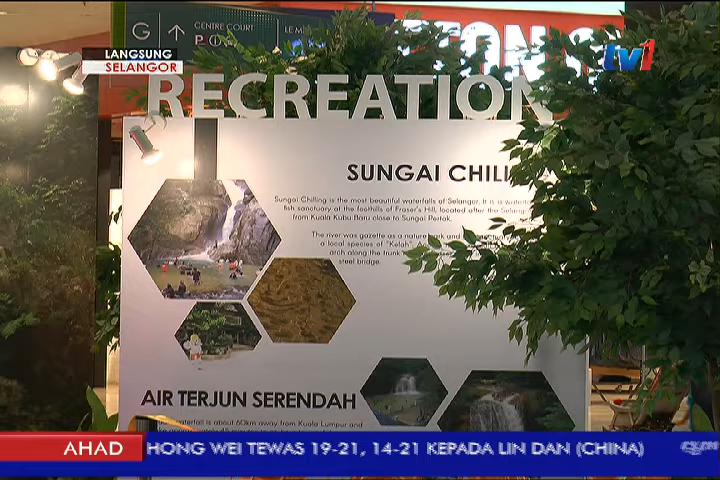 G
CENTRE COURT
LANGSUNG
SELANGOR
tv1
RECREATION
SUNGAI
Sungai Chilling is the most beautiful waterfalls of Selangor. It is
fish sanctuary at the foothills of Fraser's Hill, located after the
from Kuala Kubu Baru close to Sungai Pertak.
The river was gazette as a nature park and
a local species of "Kelah".
arch along the trunk
steel bridge.
AIR TERJUN SERENDAH
waterfall is about 60km away from Kuala Lumpur and
AHAD HONG WEI TEWAS 19-21, 14-21 KEPADA LIN DAN (CHINA)